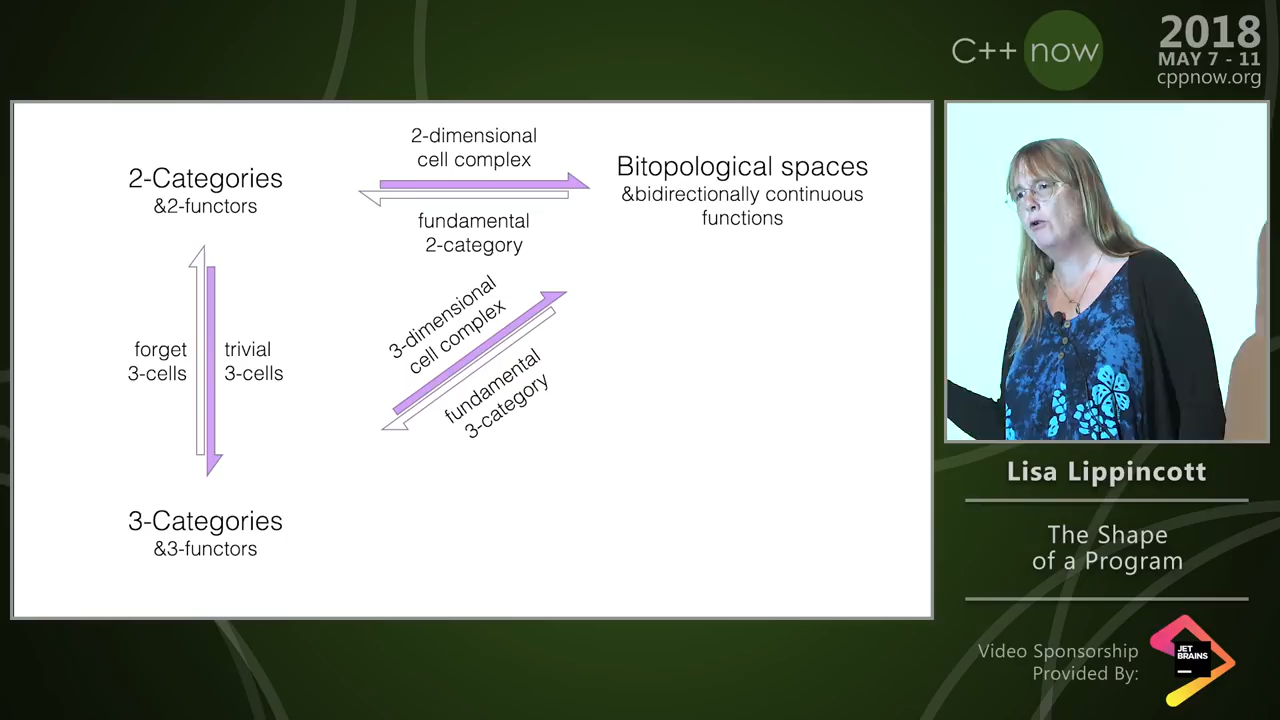 C++ now
2018
MAY 7 - 11
cppnow.org
2-dimensional
cell complex
2-Categories
&2-functors
Bitopological spaces
&bidirectionally continuous
functions
fundamental
2-category
3-dimensional
cell complex
fundamental
3-category
forget
3-cells
trivial
3-cells
3-Categories
&3-functors
Lisa Lippincott
The Shape
of a Program
Video Sponsorship
Provided By:
JET
BRAINS